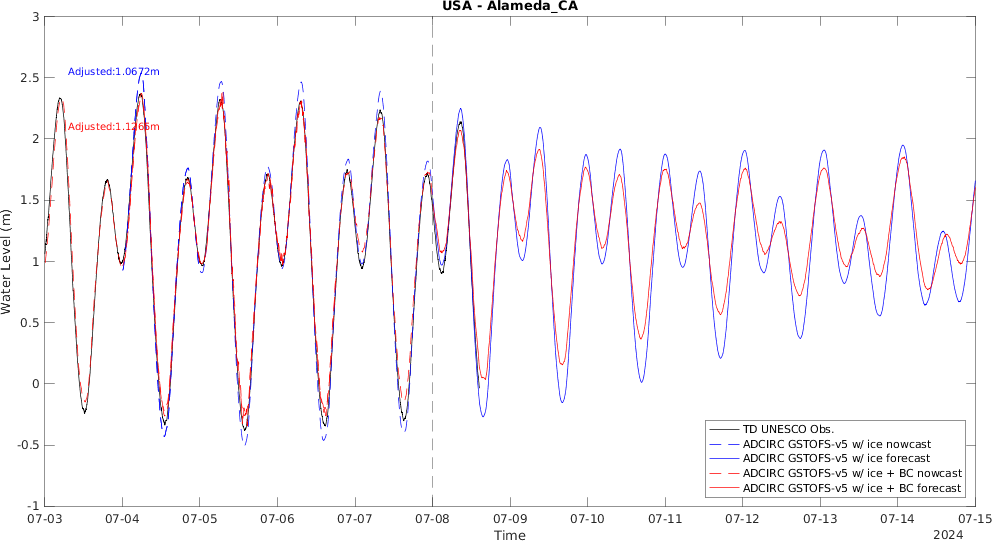 USA - Alameda_CA
3
2.5
2
1.5
1
0.5
0
-0.5
-1
Water Level (m)
Adjusted:1.0672m
Adjusted:1.1266m
TD UNESCO Obs.
ADCIRC GSTOFS-v5 w/ ice nowcast
ADCIRC GSTOFS-v5 w/ ice forecast
ADCIRC GSTOFS-v5 w/ ice + BC nowcast
ADCIRC GSTOFS-v5 w/ ice + BC forecast
07-03 07-04 07-05 07-06 07-07 07-08 07-09 07-10 07-11 07-12 07-13 07-14 07-15
Time
2024